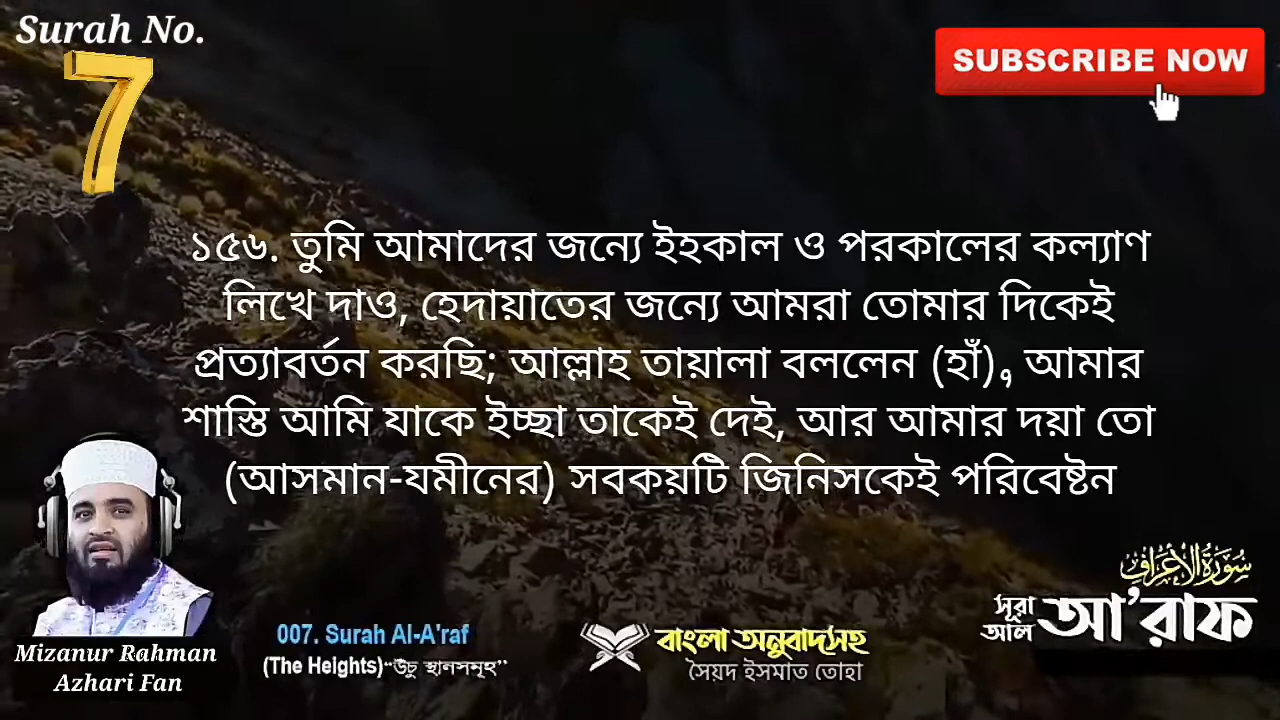 Surah No.
7
SUBSCRIBE NOW
১৫৬. তুমি আমাদের জন্যে ইহকাল ও পরকালের কল্যাণ
লিখে দাও, হেদায়াতের জন্যে আমরা তোমার দিকেই
প্রত্যাবর্তন করছি; আল্লাহ তায়ালা বললেন (হাঁ), আমার
শাস্তি আমি যাকে ইচ্ছা তাকেই দেই, আর আমার দয়া তো
(আসমান-যমীনের) সবকয়টি জিনিসকেই পরিবেষ্টন
Mizanur Rahman
Azhari Fan
007. Surah Al-A'raf
(The Heights)“উঁচু স্থানসমূহ”
বাংলা অনুবাদসহ
সৈয়দ ইসমাত তোহা
سورة الأعراف
সূরা
আল
আ'রাফ